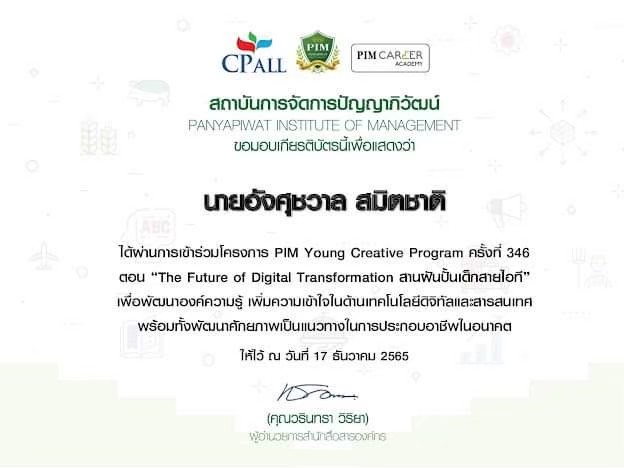 CPALL
PIM
PIM CAREER
ACADEMY
สถาบันการจัดการปัญญาภิวัฒน์
PANYAPIWAT INSTITUTE OF MANAGEMENT
ขอมอบเกียรติบัตรนี้เพื่อแสดงว่า
นายอังศุชวาล สมิตชาติ
ได้ผ่านการเข้าร่วมโครงการ PIM Young Creative Program ครั้งที่ 346
ตอน “The Future of Digital Transformation สานฝันปั้นเด็กสายไอที”
เพื่อพัฒนาองค์ความรู้ เพิ่มความเข้าใจในด้านเทคโนโลยีดิจิทัลและสารสนเทศ
พร้อมทั้งพัฒนาศักยภาพเป็นแนวทางในการประกอบอาชีพในอนาคต
ให้ไว้ ณ วันที่ 17 ธันวาคม 2565
(คุณวรินทรา วิริยา)
ผู้อำนวยการสำนักสื่อสารองค์กร
ABC